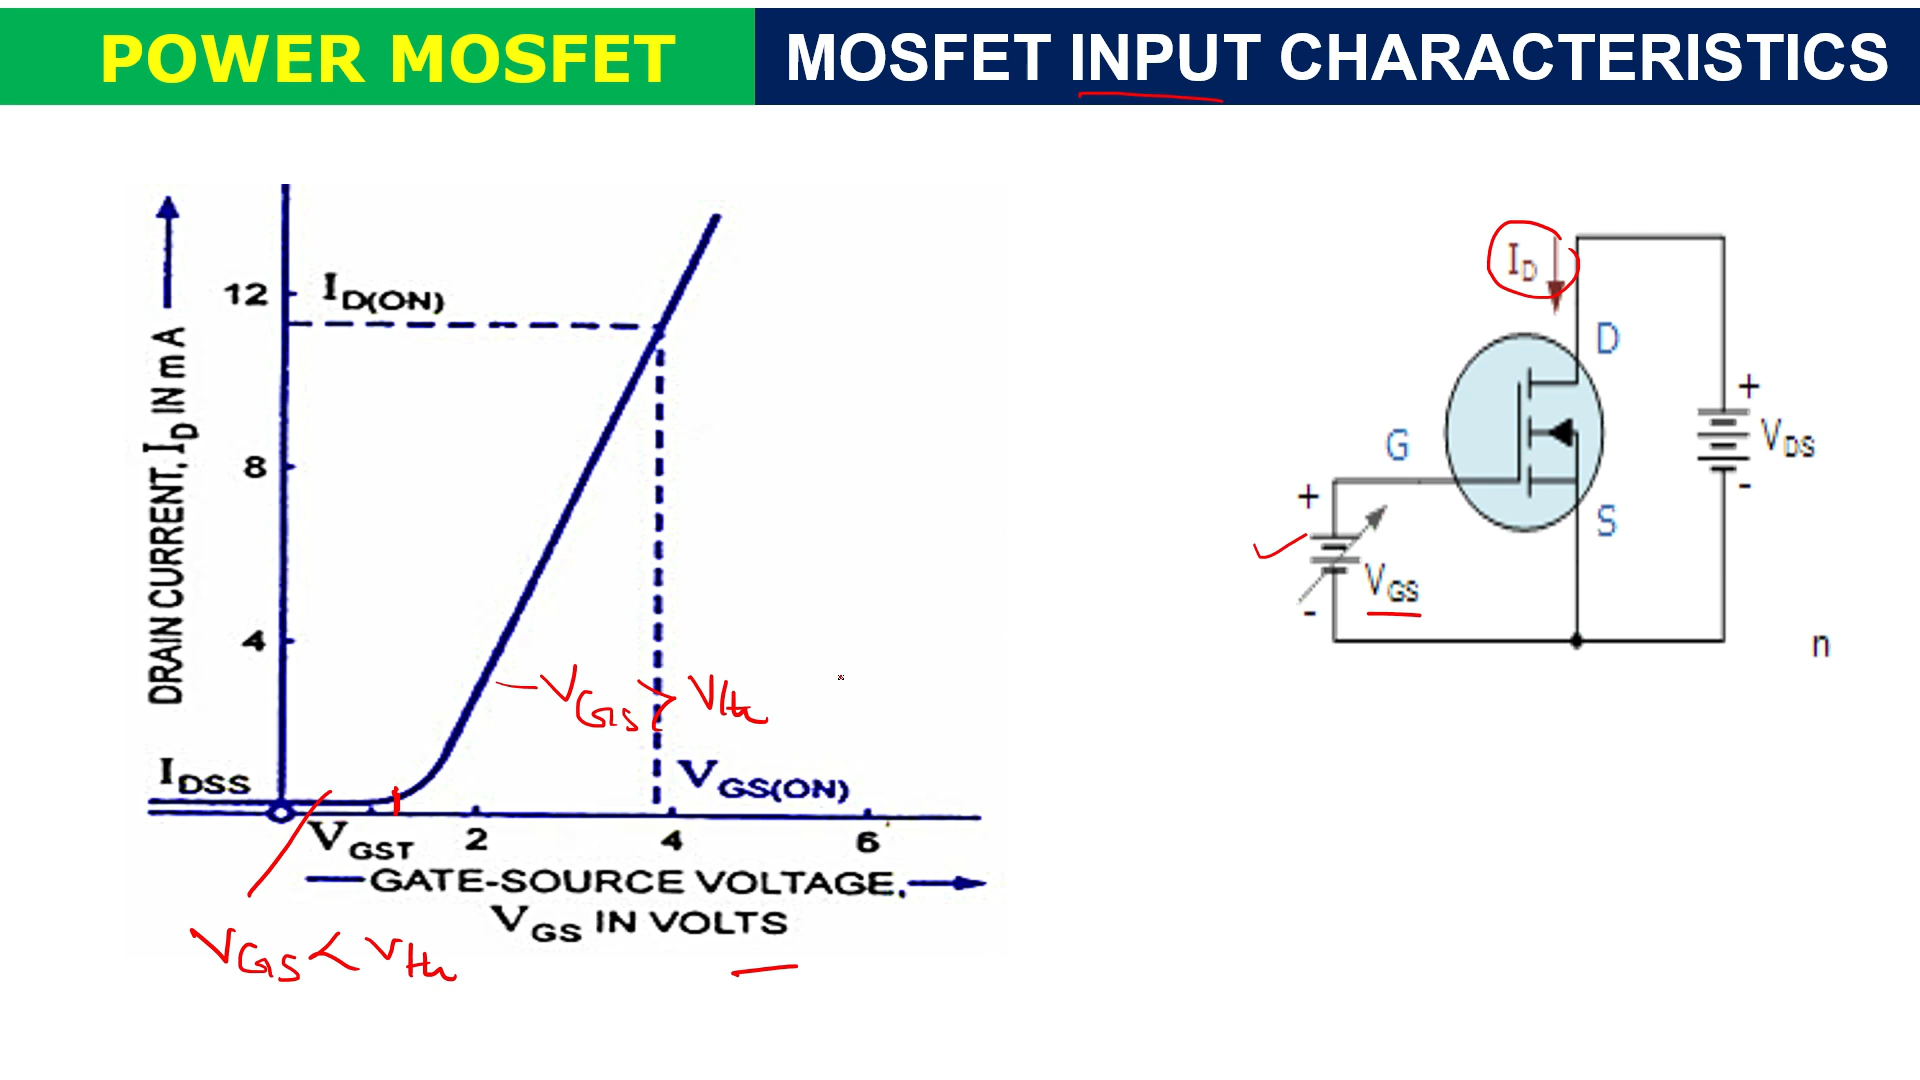 POWER MOSFET
MOSFET INPUT CHARACTERISTICS
DRAIN CURRENT, ID IN mA
12
8
4
ID(ON)
IDSS
VGST
2
4
6
VGS(ON)
VGS > Vth
GATE-SOURCE VOLTAGE,
VGS IN VOLTS
VGS < Vth
ID
D
G
S
+
VGS
-
+
VDS
-
n